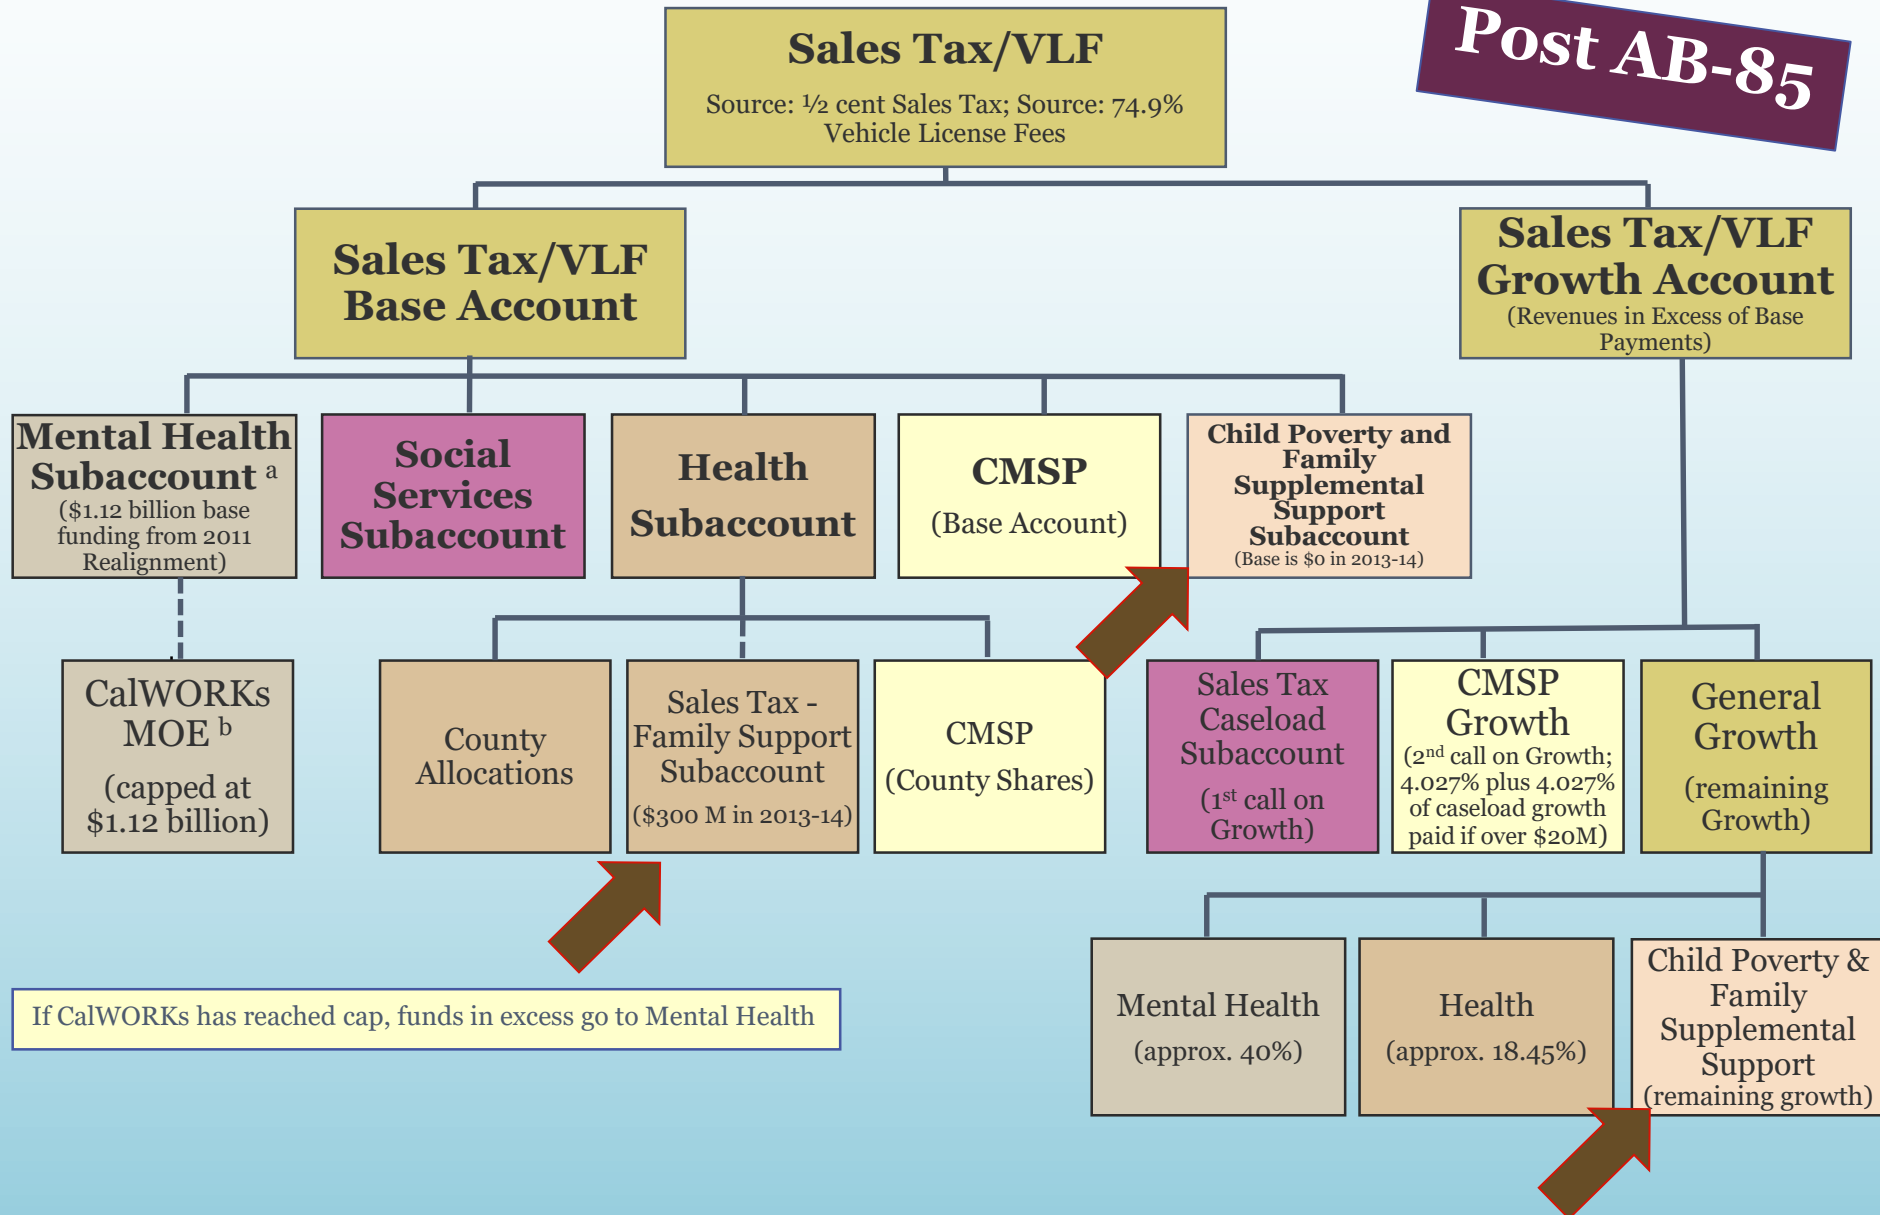 Post AB-85
Sales Tax/VLF
Source: ½ cent Sales Tax; Source: 74.9%
Vehicle License Fees
Sales Tax/VLF
Base Account
Sales Tax/VLF
Growth Account
(Revenues in Excess of Base
Payments)
Mental Health
Subaccount a
($1.12 billion base
funding from 2011
Realignment)
Social
Services
Subaccount
Health
Subaccount
CMSP
(Base Account)
Child Poverty and
Family
Supplemental
Support
Subaccount
(Base is $0 in 2013-14)
CalWORKs
MOE b
(capped at
$1.12 billion)
County
Allocations
Sales Tax -
Family Support
Subaccount
($300 M in 2013-14)
CMSP
(County Shares)
Sales Tax
Caseload
Subaccount
(1st call on
Growth)
CMSP
Growth
(2nd call on Growth;
4.027% plus 4.027%
of caseload growth
paid if over $20M)
General
Growth
(remaining
Growth)
If CalWORKs has reached cap, funds in excess go to Mental Health
Mental Health
(approx. 40%)
Health
(approx. 18.45%)
Child Poverty &
Family
Supplemental
Support
(remaining growth)